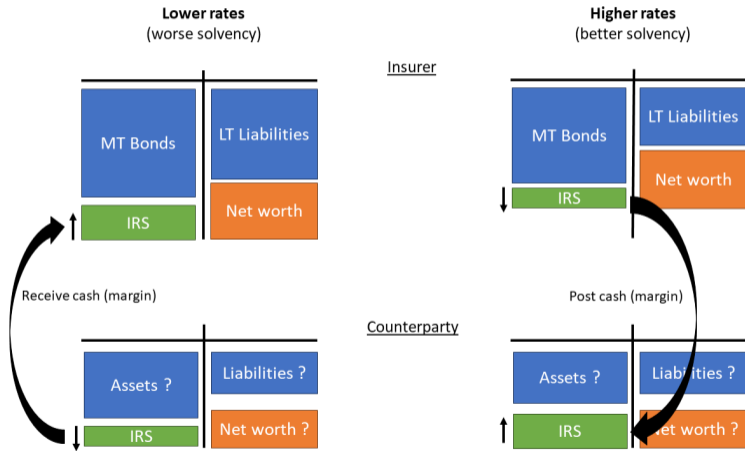 Lower rates
(worse solvency)
Higher rates
(better solvency)
Insurer
MT Bonds
LT Liabilities
IRS
Net worth
MT Bonds
LT Liabilities
IRS
Net worth
Receive cash (margin)
Post cash (margin)
Counterparty
Assets ?
Liabilities ?
IRS
Net worth ?
Assets ?
Liabilities ?
IRS
Net worth ?